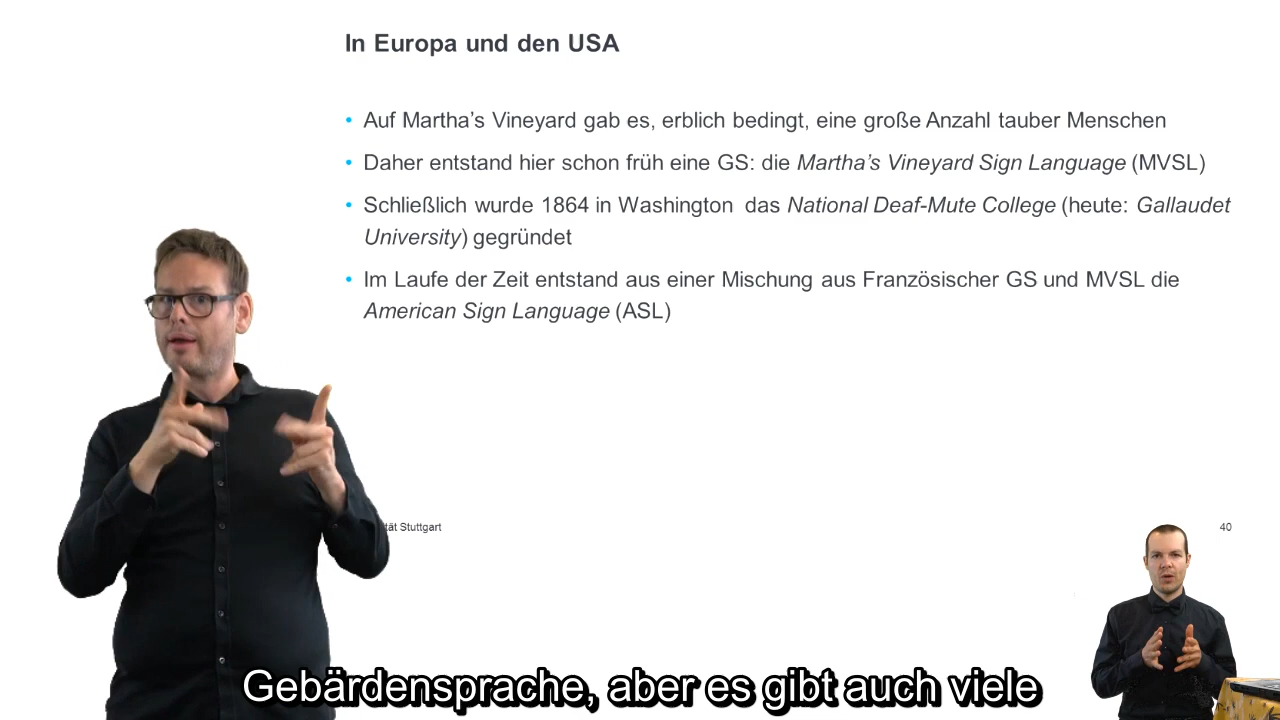 In Europa und den USA
• Auf Martha’s Vineyard gab es, erblich bedingt, eine große Anzahl tauber Menschen
• Daher entstand hier schon früh eine GS: die Martha’s Vineyard Sign Language (MVSL)
• Schließlich wurde 1864 in Washington das National Deaf-Mute College (heute: Gallaudet
University) gegründet
• Im Laufe der Zeit entstand aus einer Mischung aus Französischer GS und MVSL die
American Sign Language (ASL)
tät Stuttgart
40
Gebärdensprache, aber es gibt auch viele